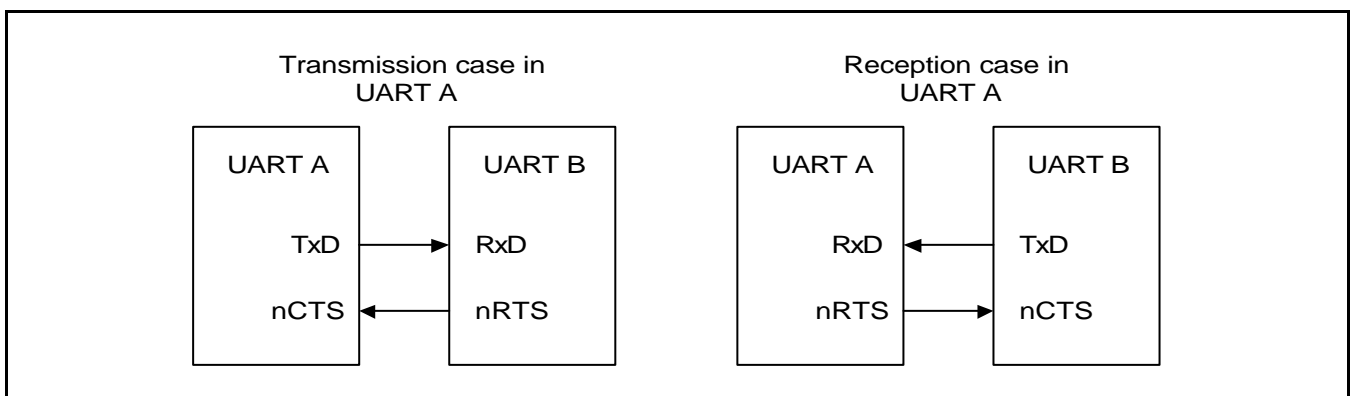 Transmission case in
UART A
UART A
UART B
TxD
RxD
nCTS
nRTS
Reception case in
UART A
UART A
UART B
RxD
TxD
nRTS
nCTS